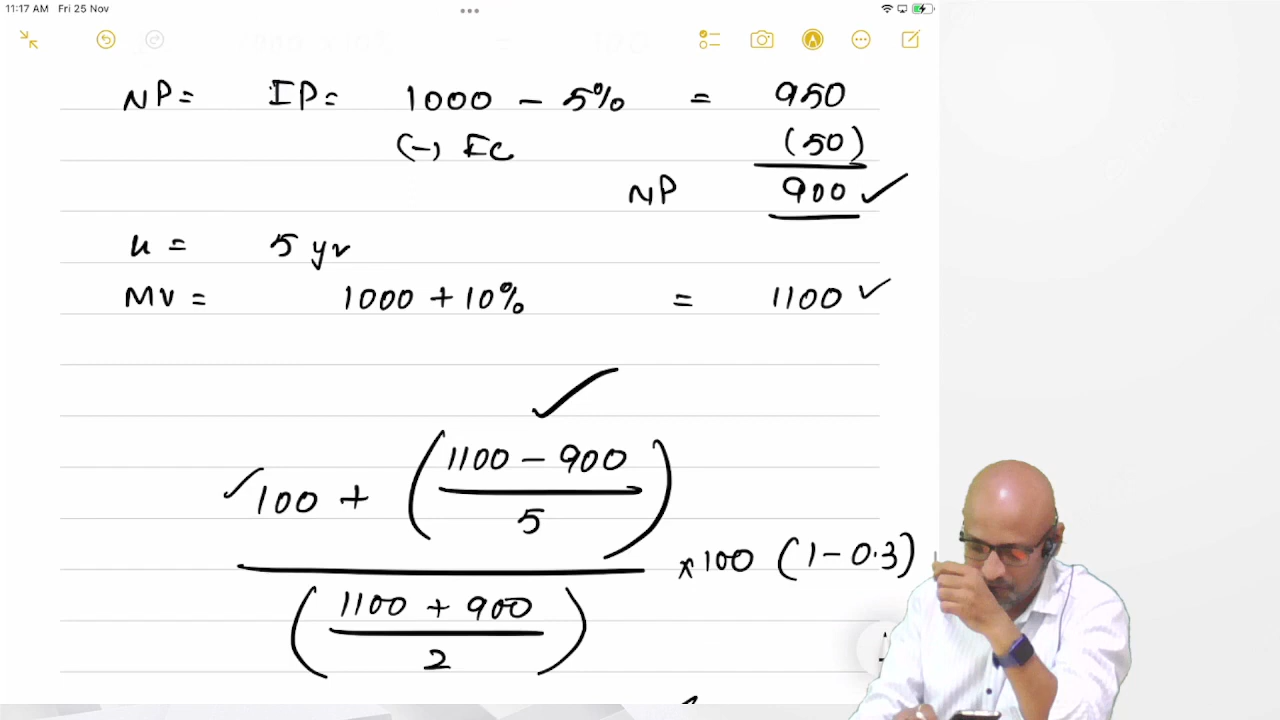 11:17 AM Fri 25 Nov
NP = IP = 1000 - 5% = 950
(-) Ic (50)
NP 900 ✓
n = 5 yr
MV = 1000 + 10% = 1100 ✓
✓
✓100 + (1100 - 900 / 5)
(1100 + 900 / 2) × 100 (1 - 0.3)